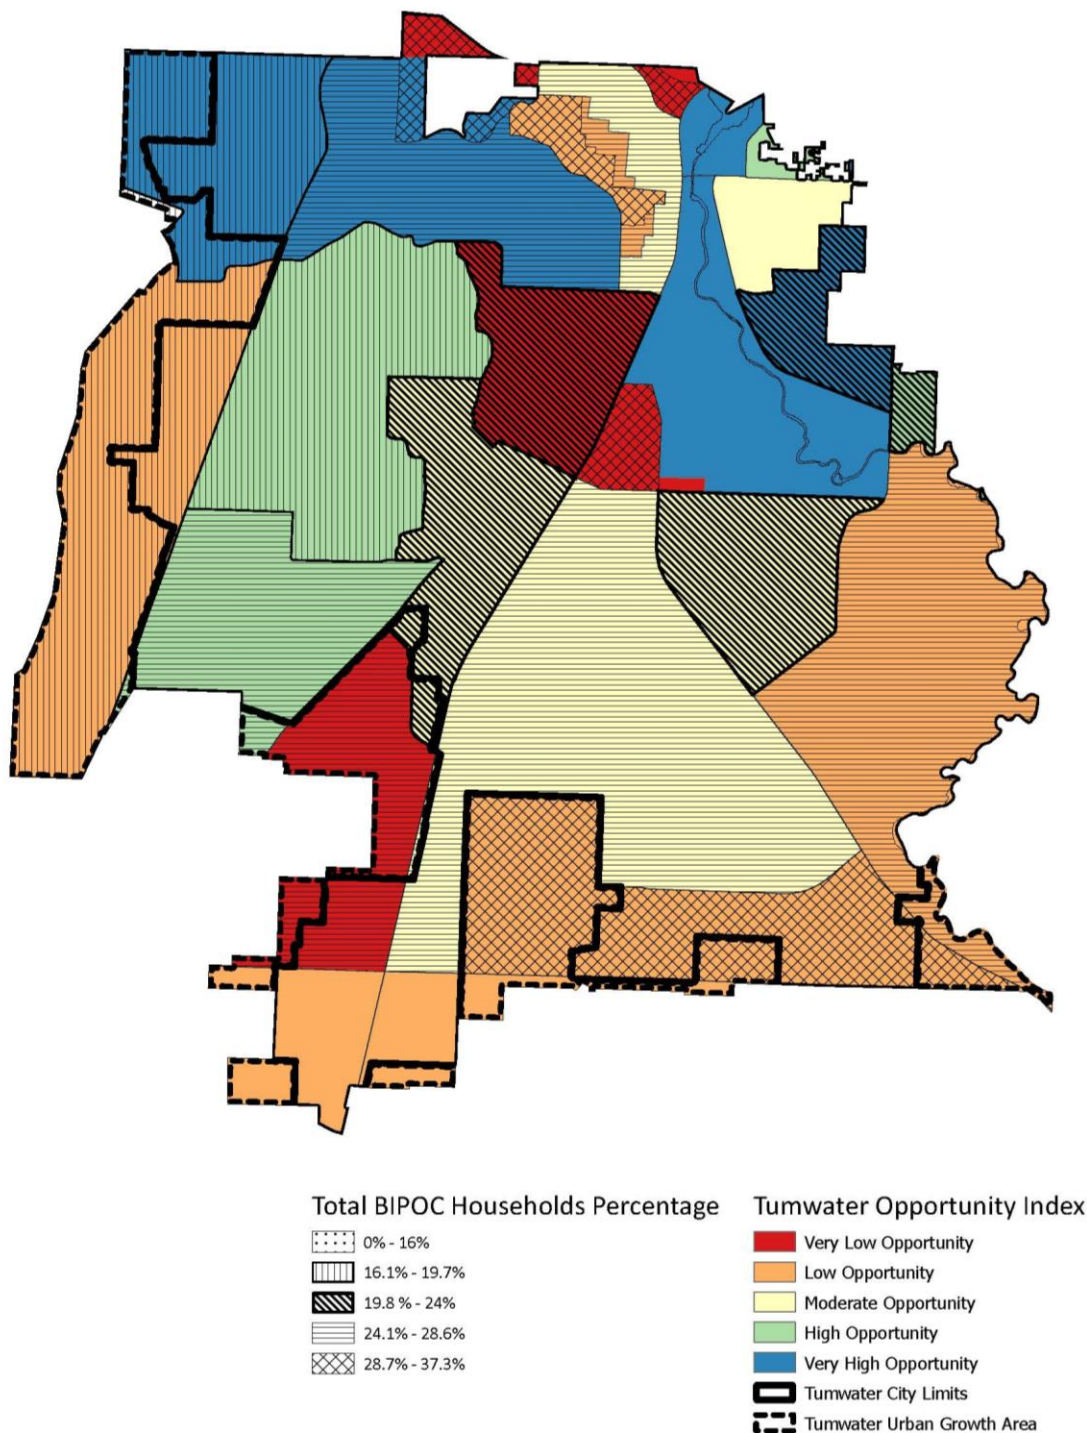 Total BIPOC Households Percentage
0% - 16%
16.1% - 19.7%
19.8 % - 24%
24.1% - 28.6%
28.7% - 37.3%
Tumwater Opportunity Index
Very Low Opportunity
Low Opportunity
Moderate Opportunity
High Opportunity
Very High Opportunity
Tumwater City Limits
Tumwater Urban Growth Area